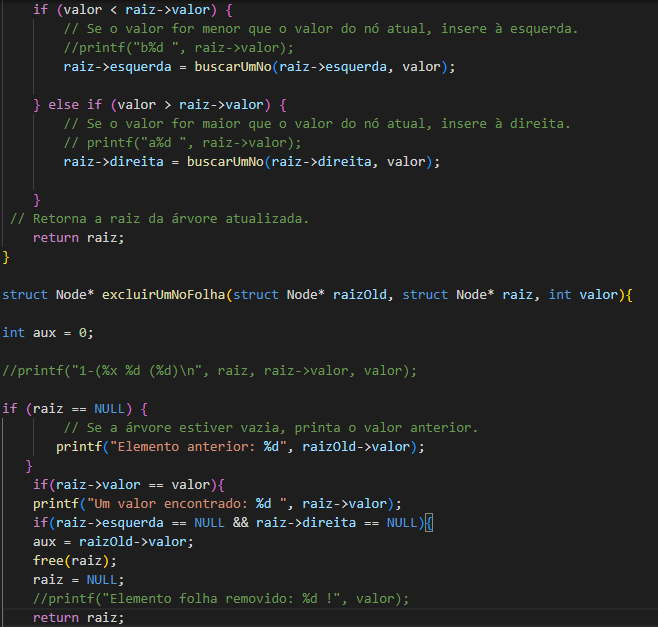 if (valor < raiz->valor) {
// Se o valor for menor que o valor do nó atual, insere à esquerda.
//printf("b%d ", raiz->valor);
raiz->esquerda = buscarUmNo(raiz->esquerda, valor);
} else if (valor > raiz->valor) {
// Se o valor for maior que o valor do nó atual, insere à direita.
// printf("a%d ", raiz->valor);
raiz->direita = buscarUmNo(raiz->direita, valor);
}
// Retorna a raiz da árvore atualizada.
return raiz;
}
struct Node* excluirUmNoFolha(struct Node* raizOld, struct Node* raiz, int valor){
int aux = 0;
//printf("1-(%x %d (%d)\n", raiz, raiz->valor, valor);
if (raiz == NULL) {
// Se a árvore estiver vazia, printa o valor anterior.
printf("Elemento anterior: %d", raizOld->valor);
}
if(raiz->valor == valor){
printf("Um valor encontrado: %d ", raiz->valor);
if(raiz->esquerda == NULL && raiz->direita == NULL){
aux = raizOld->valor;
free(raiz);
raiz = NULL;
//printf("Elemento folha removido: %d !", valor);
return raiz;